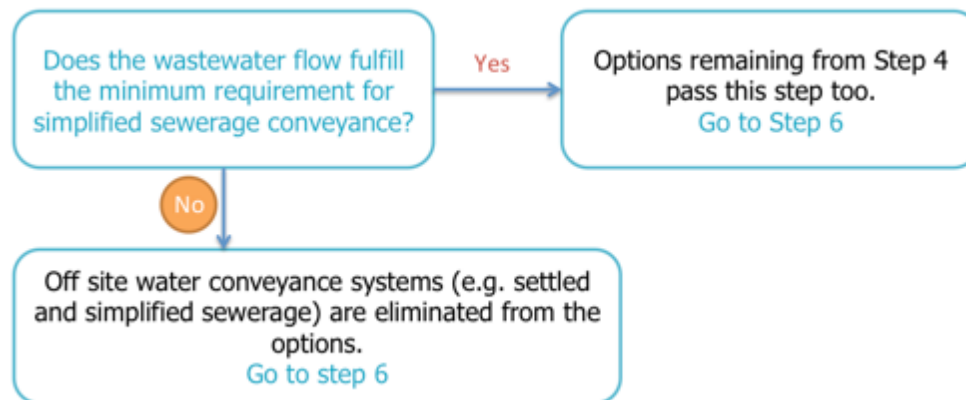 Does the wastewater flow fulfill
the minimum requirement for
simplified sewerage conveyance?
Yes
Options remaining from Step 4
pass this step too.
Go to Step 6
No
Off site water conveyance systems (e.g. settled
and simplified sewerage) are eliminated from the
options.
Go to step 6